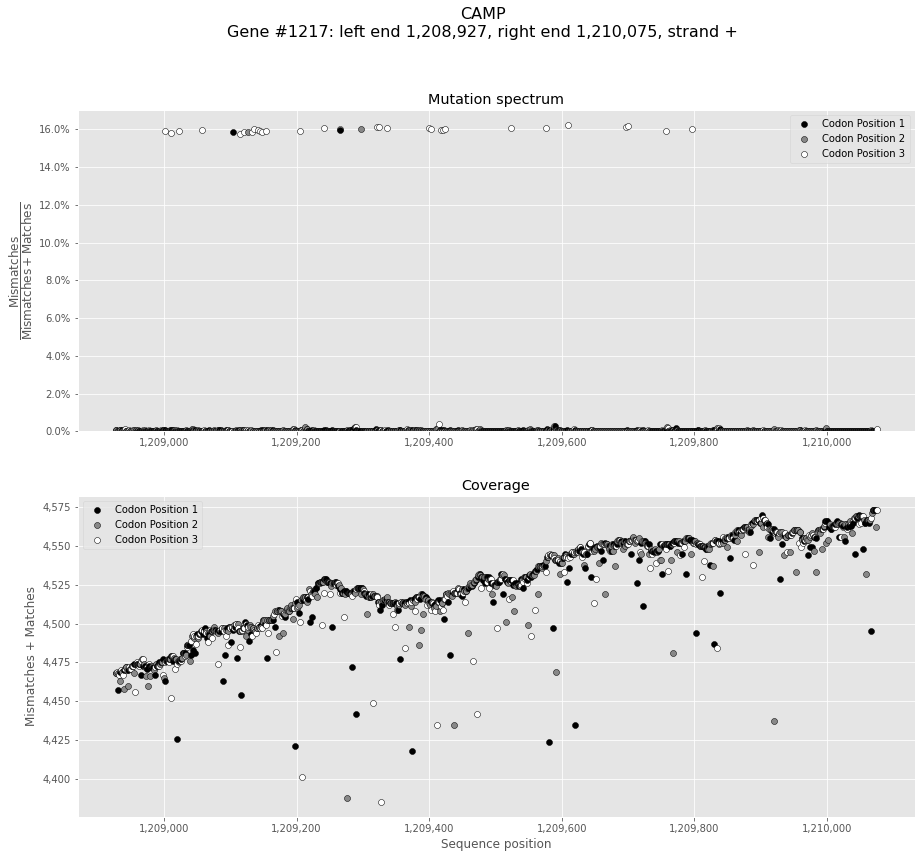 CAMP
Gene #1217: left end 1,208,927, right end 1,210,075, strand +
Mutation spectrum
16.0%
14.0%
12.0%
10.0%
8.0%
6.0%
4.0%
2.0%
0.0%
Mismatches
Mismatches + Matches
Codon Position 1
Codon Position 2
Codon Position 3
1,209,000
1,209,200
1,209,400
1,209,600
1,209,800
1,210,000
Coverage
4,575
4,550
4,525
4,500
4,475
4,450
4,425
4,400
Mismatches + Matches
Codon Position 1
Codon Position 2
Codon Position 3
1,209,000
1,209,200
1,209,400
1,209,600
1,209,800
1,210,000
Sequence position